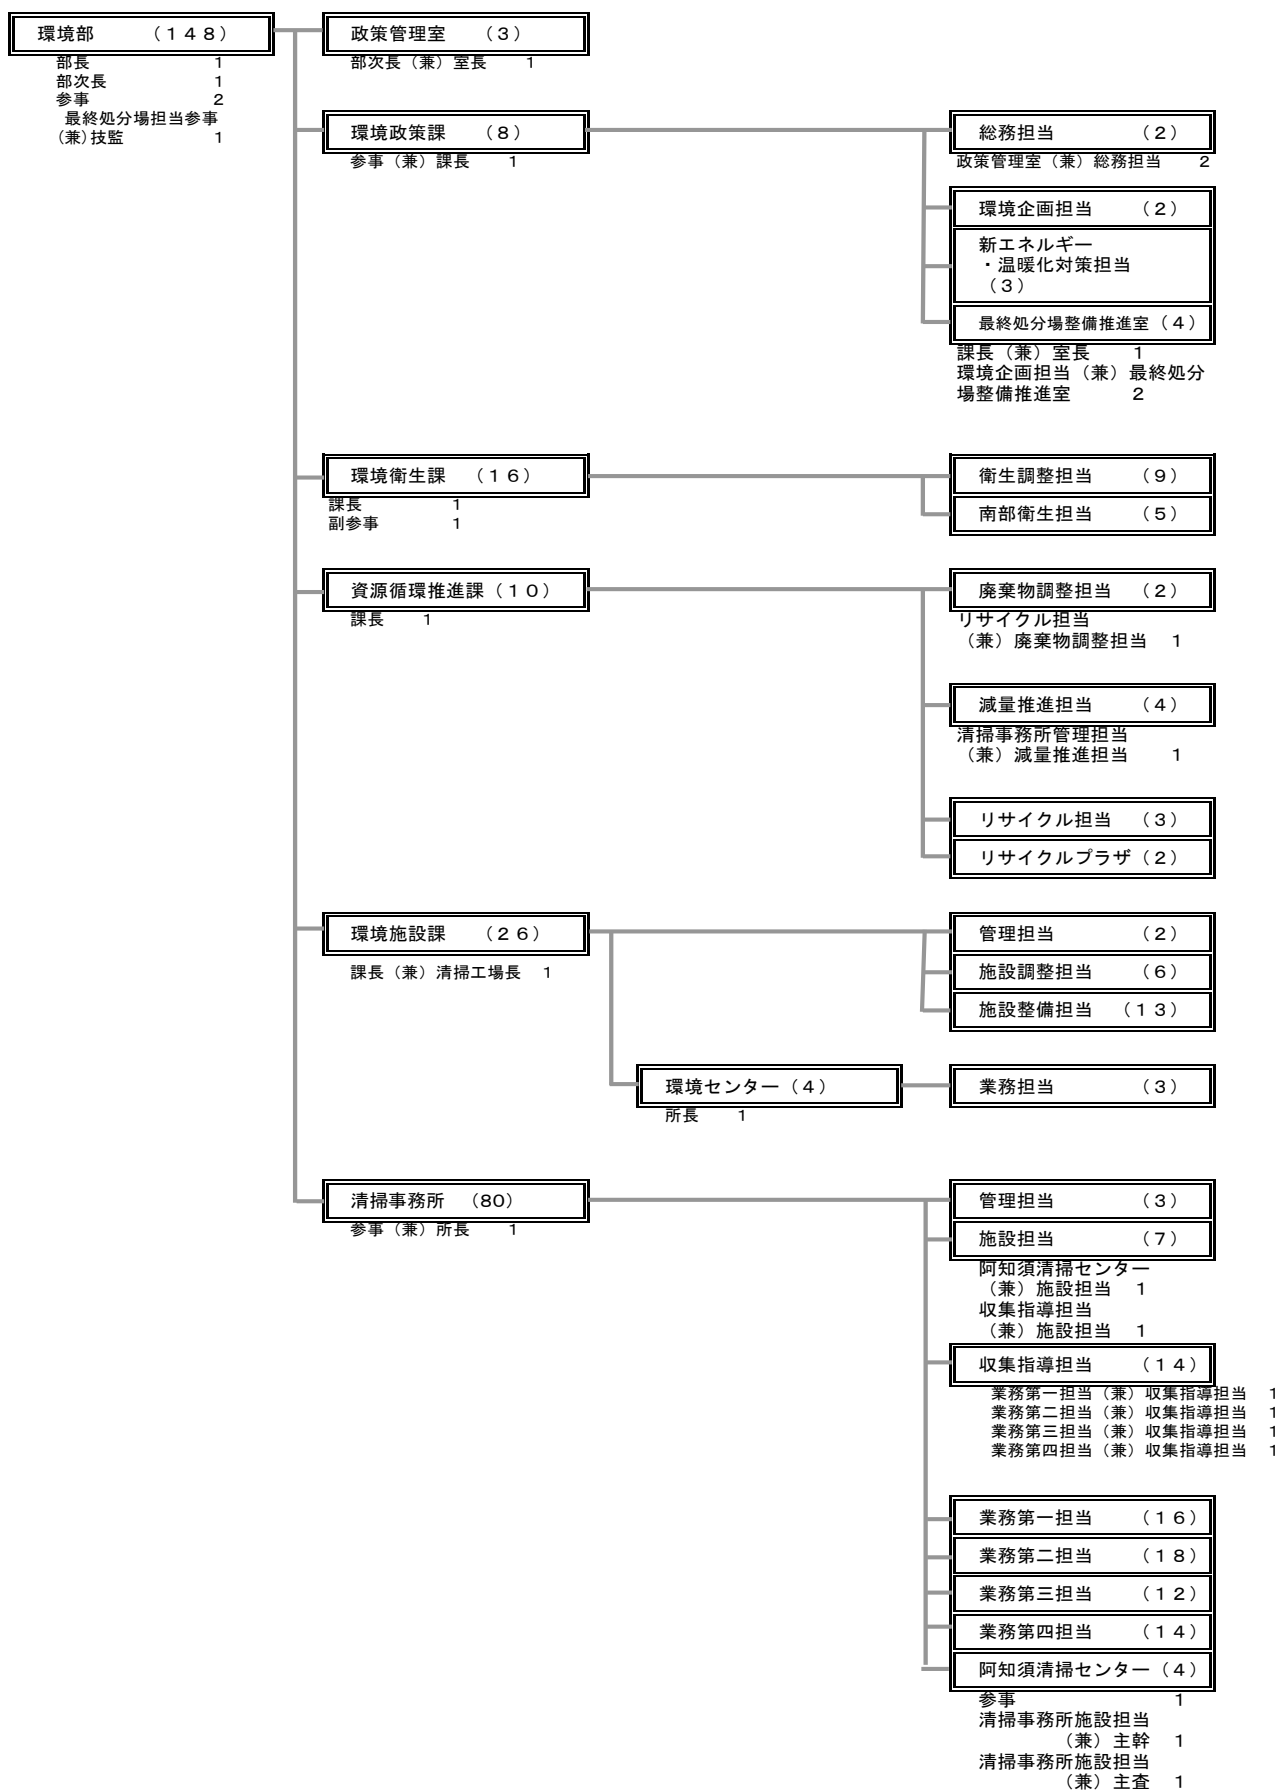 環境部　　（１４８）
部長　1
部次長　1
参事　2
最終処分場担当参事
（兼）技監　1
政策管理室　（３）
部次長（兼）室長　1
環境政策課　（８）
参事（兼）課長　1
総務担当　（２）
政策管理室（兼）総務担当　2
環境企画担当　（２）
新エネルギー
・温暖化対策担当
（３）
最終処分場整備推進室（４）
課長（兼）室長　1
環境企画担当（兼）最終処分
場整備推進室　2
環境衛生課　（１６）
課長　1
副参事　1
衛生調整担当　（９）
南部衛生担当　（５）
資源循環推進課（１０）
課長　1
廃棄物調整担当　（２）
リサイクル担当
（兼）廃棄物調整担当　1
減量推進担当　（４）
清掃事務所管理担当
（兼）減量推進担当　1
リサイクル担当　（３）
リサイクルプラザ（２）
環境施設課　（２６）
課長（兼）清掃工場長　1
管理担当　（２）
施設調整担当　（６）
施設整備担当　（１３）
環境センター（４）
所長　1
業務担当　（３）
清掃事務所　（80）
参事（兼）所長　1
管理担当　（３）
施設担当　（７）
阿知須清掃センター
（兼）施設担当　1
収集指導担当
（兼）施設担当　1
収集指導担当　（１４）
業務第一担当（兼）収集指導担当　1
業務第二担当（兼）収集指導担当　1
業務第三担当（兼）収集指導担当　1
業務第四担当（兼）収集指導担当　1
業務第一担当　（１６）
業務第二担当　（１８）
業務第三担当　（１２）
業務第四担当　（１４）
阿知須清掃センター（４）
参事　1
清掃事務所施設担当
（兼）主幹　1
清掃事務所施設担当
（兼）主査　1